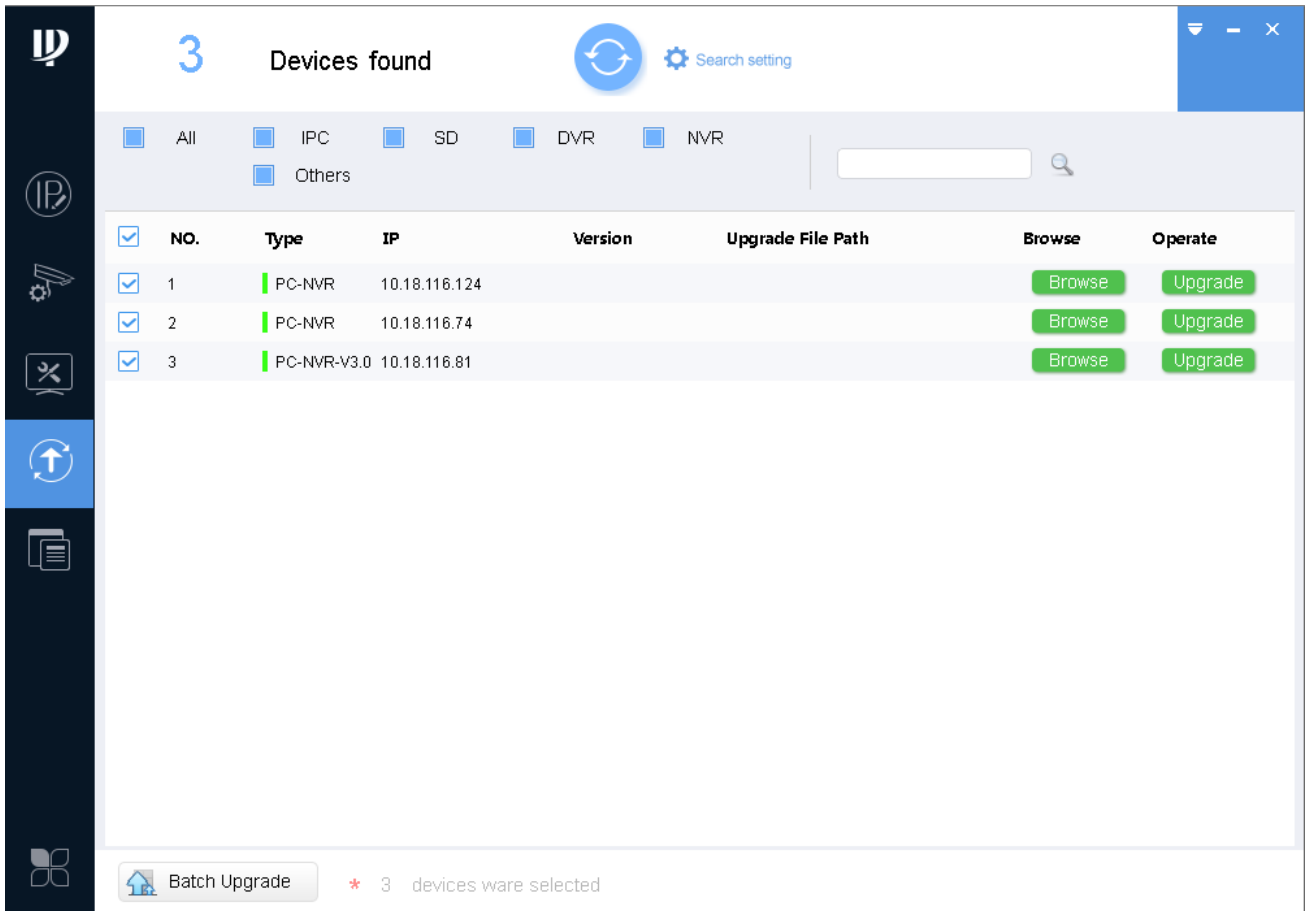 3 Devices found Search setting
All IPC SD DVR NVR
Others
IP
NO. Type IP Version Upgrade File Path Browse Operate
1 PC-NVR 10.18.116.124 Browse Upgrade
2 PC-NVR 10.18.116.74 Browse Upgrade
3 PC-NVR-V3.0 10.18.116.81 Browse Upgrade
Batch Upgrade * 3 devices ware selected